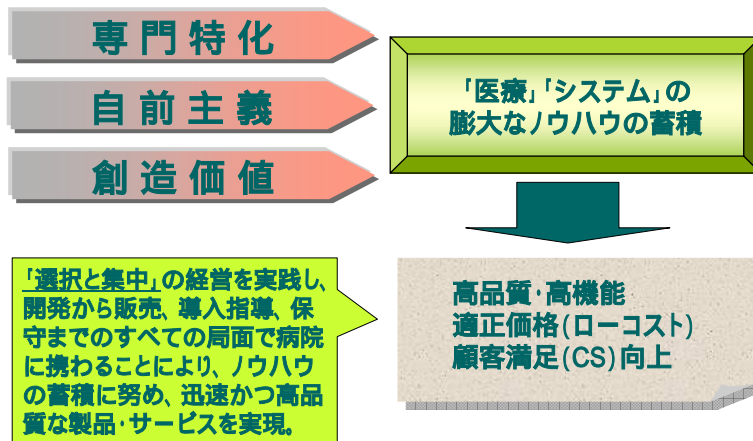 専門特化
自前主義
創造価値
「医療」「システム」の
膨大なノウハウの蓄積
「選択と集中」の経営を実践し、
開発から販売、導入指導、保
守までのすべての局面で病院
に携わることにより、ノウハウ
の蓄積に努め、迅速かつ高品
質な製品・サービスを実現。
高品質・高機能
適正価格(ローコスト)
顧客満足(CS)向上